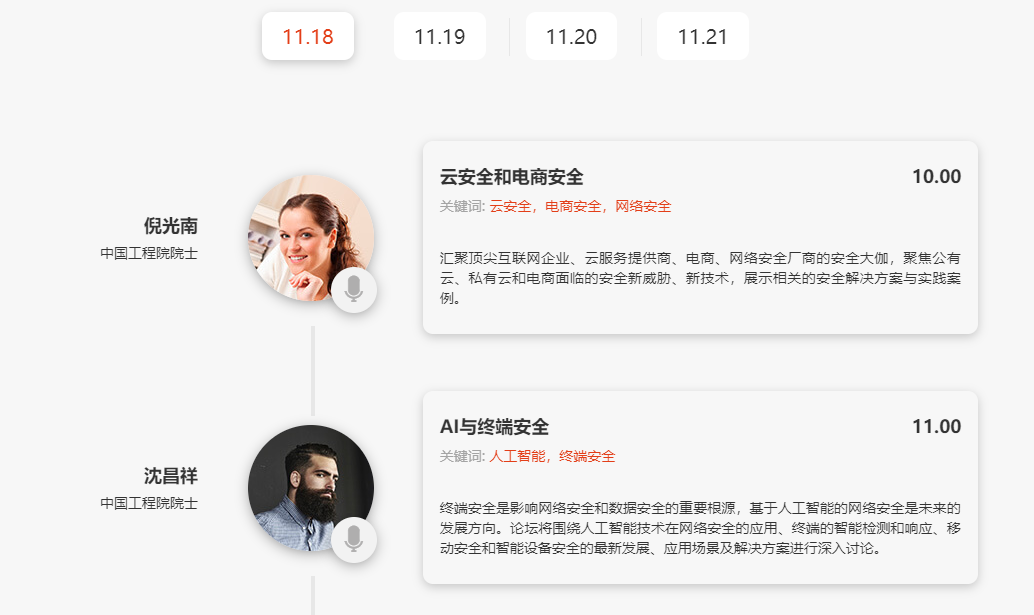 11.18
11.19
11.20
11.21
云安全和电商安全
10.00
关键词: 云安全，电商安全，网络安全
倪光南
中国工程院院士
汇聚顶尖互联网企业、云服务提供商、电商、网络安全厂商的安全大伽，聚焦公有
云、私有云和电商面临的安全新威胁、新技术，展示相关的安全解决方案与实践案
例。
AI与终端安全
11.00
关键词: 人工智能，终端安全
沈昌祥
中国工程院院士
终端安全是影响网络安全和数据安全的重要根源，基于人工智能的网络安全是未来的
发展方向。论坛将围绕人工智能技术在网络安全的应用、终端的智能检测和响应、移
动安全和智能设备安全的最新发展、应用场景及解决方案进行深入讨论。